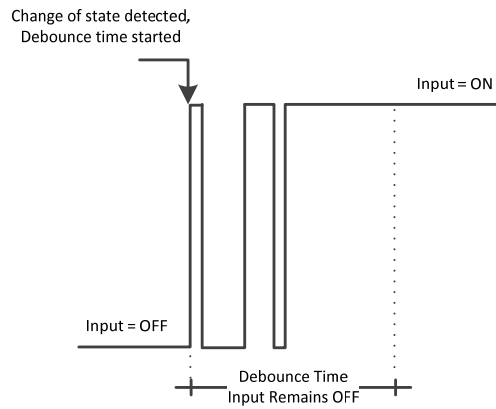 Change of state detected,
Debounce time started
Input = ON
Input = OFF
Debounce Time
Input Remains OFF